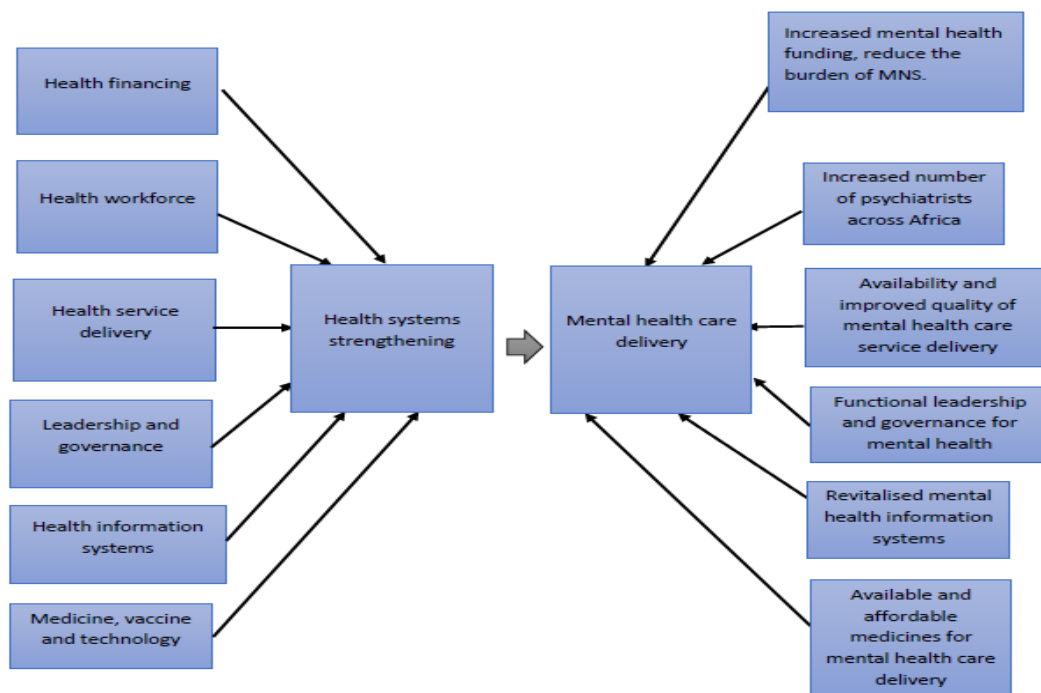 Health financing
Health workforce
Health service
delivery
Leadership and
governance
Health information
systems
Medicine, vaccine
and technology
Health systems
strengthening
Mental health care
delivery
Increased mental health
funding, reduce the
burden of MNS.
Increased number
of psychiatrists
across Africa
Availability and
improved quality of
mental health care
service delivery
Functional leadership
and governance for
mental health
Revitalised mental
health information
systems
Available and
affordable
medicines for
mental health care
delivery